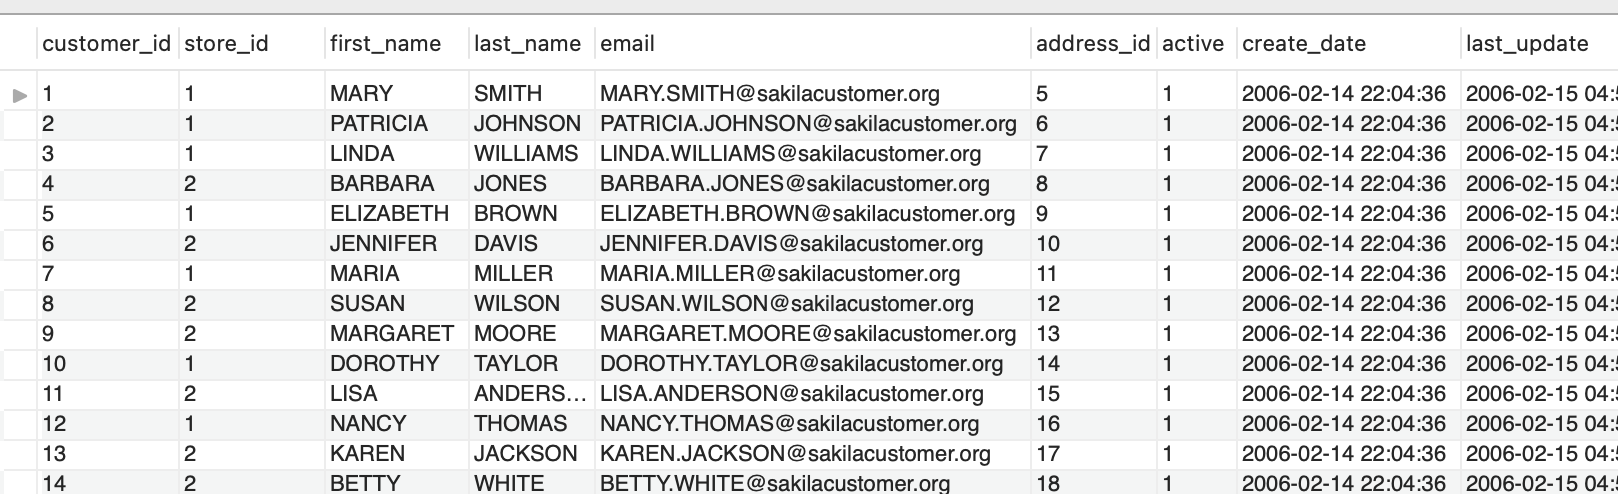 customer_id store_id first_name last_name email address_id active create_date last_update
1 1 MARY SMITH MARY.SMITH@sakilacustomer.org 5 1 2006-02-14 22:04:36 2006-02-15 04:
2 1 PATRICIA JOHNSON PATRICIA.JOHNSON@sakilacustomer.org 6 1 2006-02-14 22:04:36 2006-02-15 04:
3 1 LINDA WILLIAMS LINDA.WILLIAMS@sakilacustomer.org 7 1 2006-02-14 22:04:36 2006-02-15 04:
4 2 BARBARA JONES BARBARA.JONES@sakilacustomer.org 8 1 2006-02-14 22:04:36 2006-02-15 04:
5 1 ELIZABETH BROWN ELIZABETH.BROWN@sakilacustomer.org 9 1 2006-02-14 22:04:36 2006-02-15 04:
6 2 JENNIFER DAVIS JENNIFER.DAVIS@sakilacustomer.org 10 1 2006-02-14 22:04:36 2006-02-15 04:
7 1 MARIA MILLER MARIA.MILLER@sakilacustomer.org 11 1 2006-02-14 22:04:36 2006-02-15 04:
8 2 SUSAN WILSON SUSAN.WILSON@sakilacustomer.org 12 1 2006-02-14 22:04:36 2006-02-15 04:
9 2 MARGARET MOORE MARGARET.MOORE@sakilacustomer.org 13 1 2006-02-14 22:04:36 2006-02-15 04:
10 1 DOROTHY TAYLOR DOROTHY.TAYLOR@sakilacustomer.org 14 1 2006-02-14 22:04:36 2006-02-15 04:
11 2 LISA ANDERS... LISA.ANDERSON@sakilacustomer.org 15 1 2006-02-14 22:04:36 2006-02-15 04:
12 1 NANCY THOMAS NANCY.THOMAS@sakilacustomer.org 16 1 2006-02-14 22:04:36 2006-02-15 04:
13 2 KAREN JACKSON KAREN.JACKSON@sakilacustomer.org 17 1 2006-02-14 22:04:36 2006-02-15 04:
14 2 BETTY WHITE BETTY.WHITE@sakilacustomer.org 18 1 2006-02-14 22:04:36 2006-02-15 04: